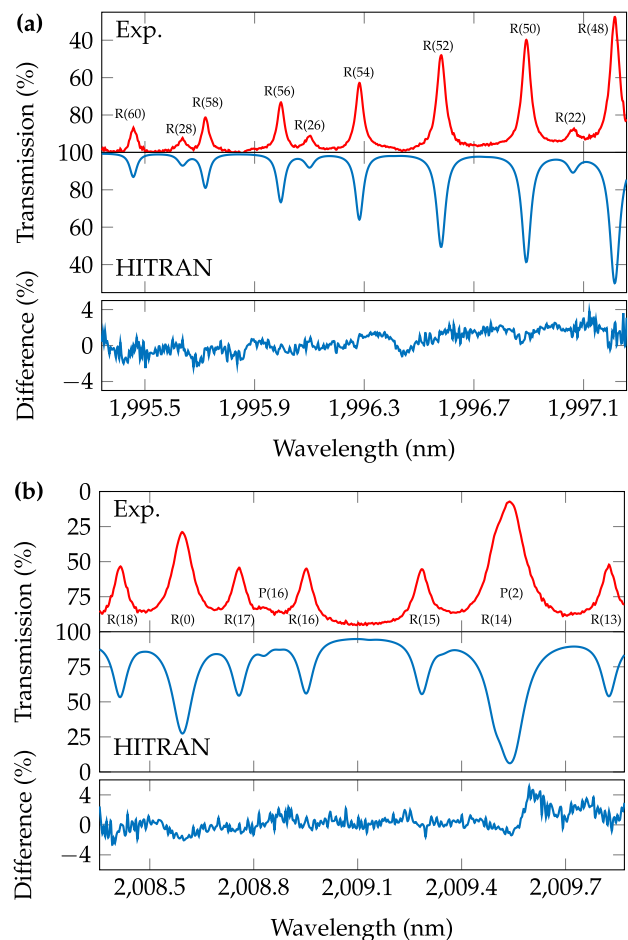 (a)
Exp.
R(60)
R(28)
R(58)
R(56)
R(26)
R(54)
R(52)
R(50)
R(22)
R(48)
40
60
80
100
80
60
40
Transmission (%)
HITRAN
4
0
−4
Difference (%)
1,995.5 1,995.9 1,996.3 1,996.7 1,997.1
Wavelength (nm)
(b)
Exp.
0
25
50
75
100
75
50
25
0
Transmission (%)
P(16)
P(2)
R(18) R(0) R(17) R(16) R(15) R(14) R(13)
HITRAN
4
0
−4
Difference (%)
2,008.5 2,008.8 2,009.1 2,009.4 2,009.7
Wavelength (nm)